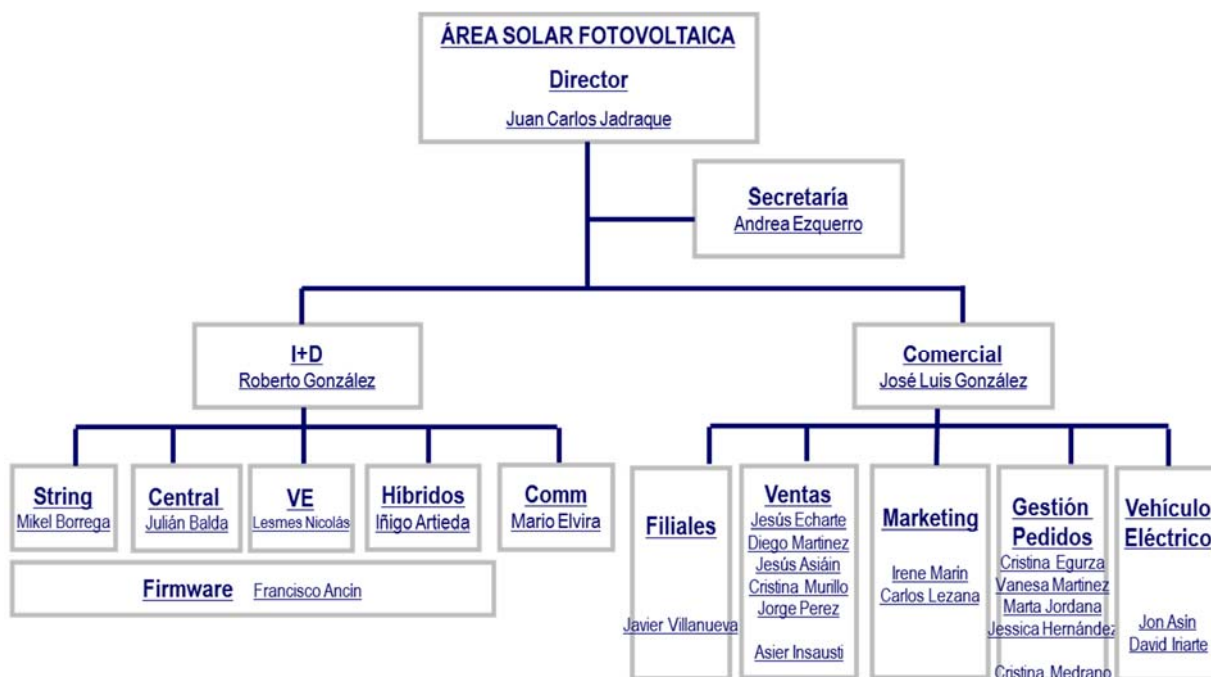 ÁREA SOLAR FOTOVOLTAICA
Director
Juan Carlos Jadraque
Secretaría
Andrea Ezquerro
I+D
Roberto González
Comercial
José Luis González
String
Mikel Borrega
Central
Julián Balda
VE
Lesmes Nicolás
Híbridos
Iñigo Artieda
Comm
Mario Elvira
Firmware Francisco Ancín
Filiales
Javier Villanueva
Ventas
Jesús Echarte
Diego Martinez
Jesús Asiáin
Cristina Murillo
Jorge Perez
Asier Insausti
Marketing
Irene Marin
Carlos Lezana
Gestión
Pedidos
Cristina Egurza
Vanesa Martinez
Marta Jordana
Jessica Hernández
Cristina Medrano
Vehículo
Eléctrico
Jon Asín
David Iriarte